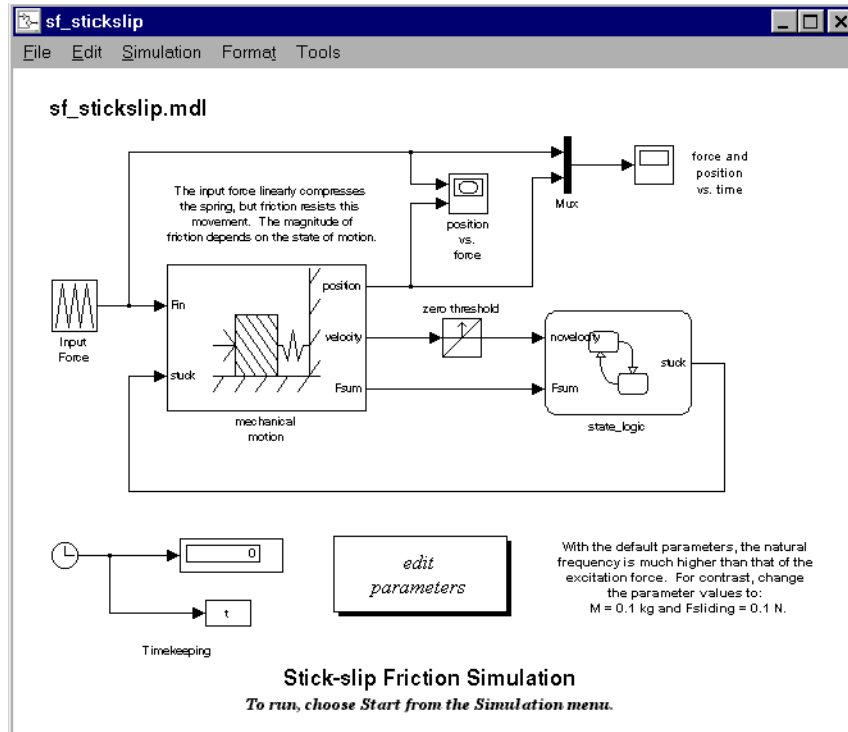 sf_stickslip
File Edit Simulation Format Tools
sf_stickslip.mdl
force and
position
vs. time
Mux
The input force linearly compresses
the spring, but friction resists this
movement. The magnitude of
friction depends on the state of motion.
position
vs.
force
Input
Force
Fin
stuck
position
velocity
Fsum
mechanical
motion
zero threshold
novelocity
Fsum
stuck
state_logic
0
t
Timekeeping
edit
parameters
With the default parameters, the natural
frequency is much higher than that of the
excitation force. For contrast, change
the parameter values to:
M = 0.1 kg and Fsliding = 0.1 N.
Stick-slip Friction Simulation
To run, choose Start from the Simulation menu.